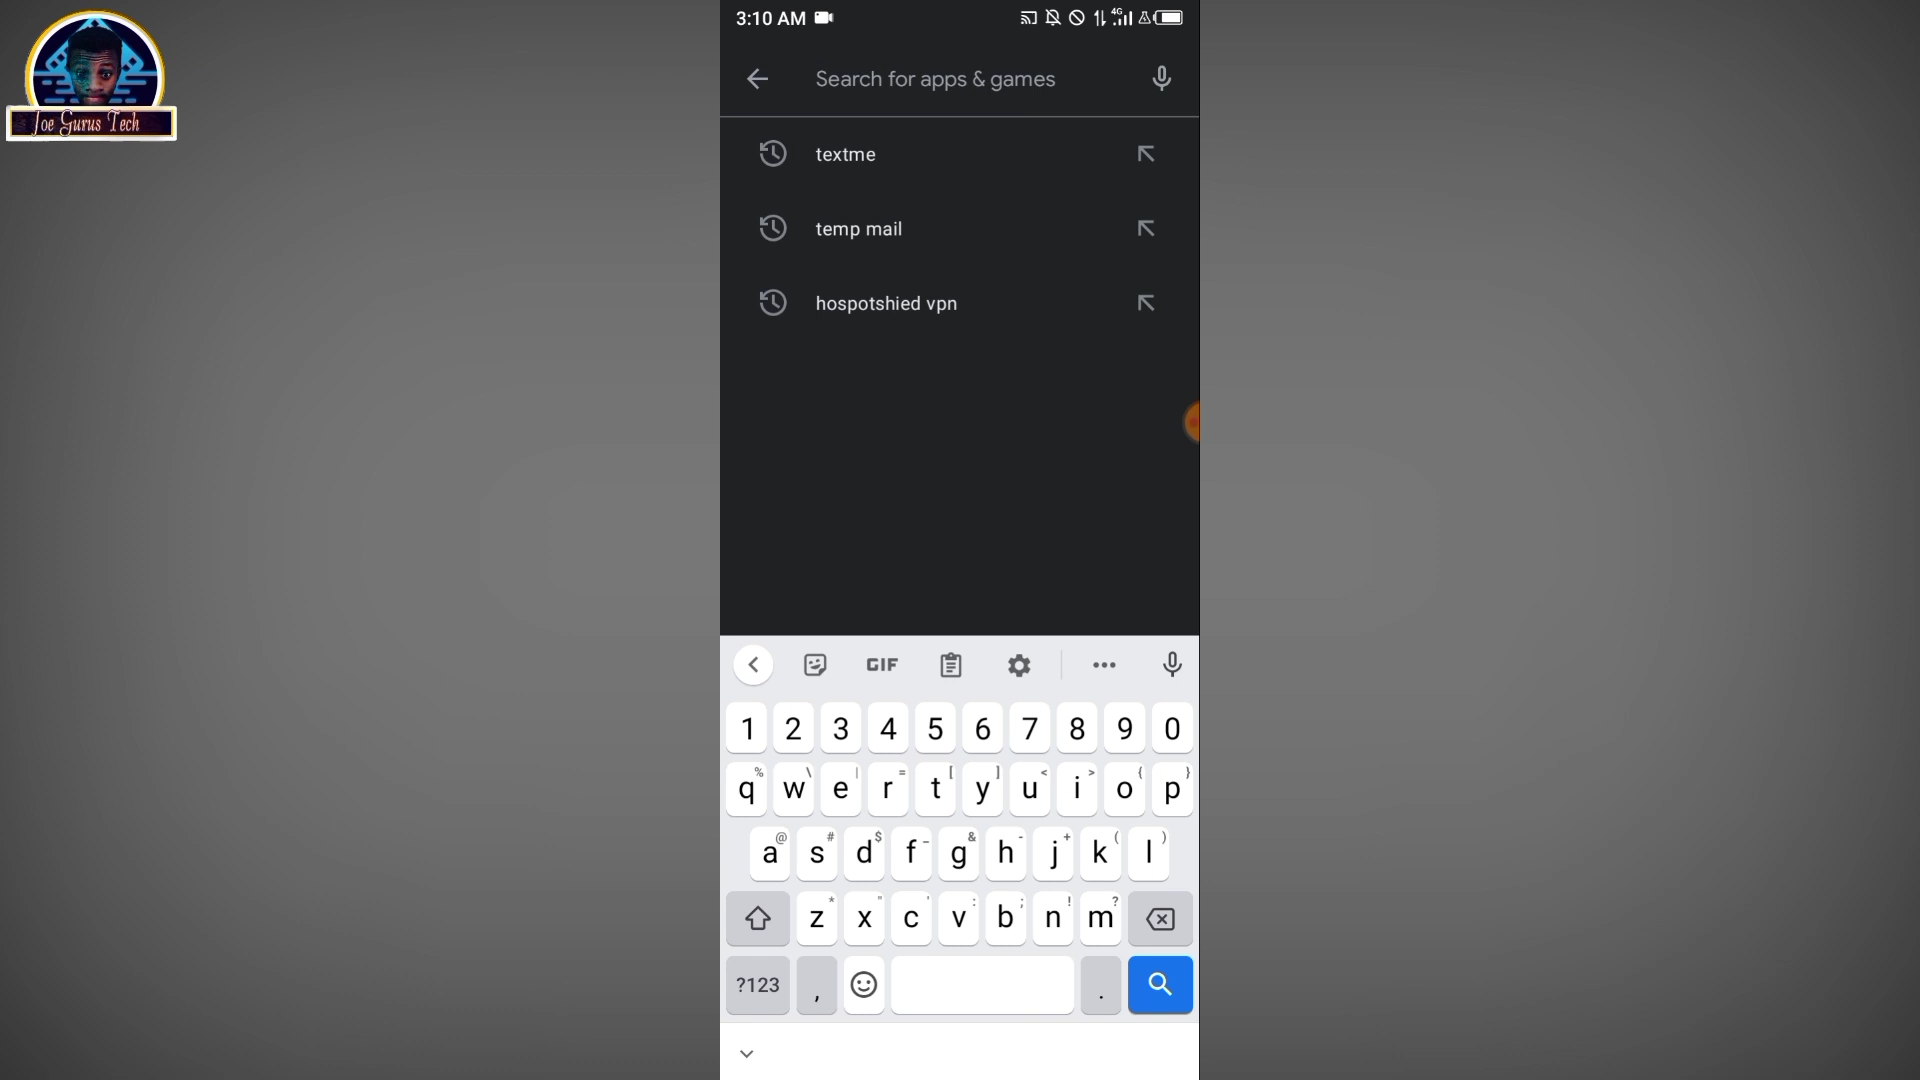 Joe Gurus Tech
3:10 AM
4G
Search for apps & games
textme
temp mail
hospotshied vpn
GIF
1 2 3 4 5 6 7 8 9 0
% \ | = [ ] < > { }
q w e r t y u i o p
@ # $ _ & - + ( )
a s d f g h j k l
* " ' : ; ! ?
z x c v b n m
?123 , .